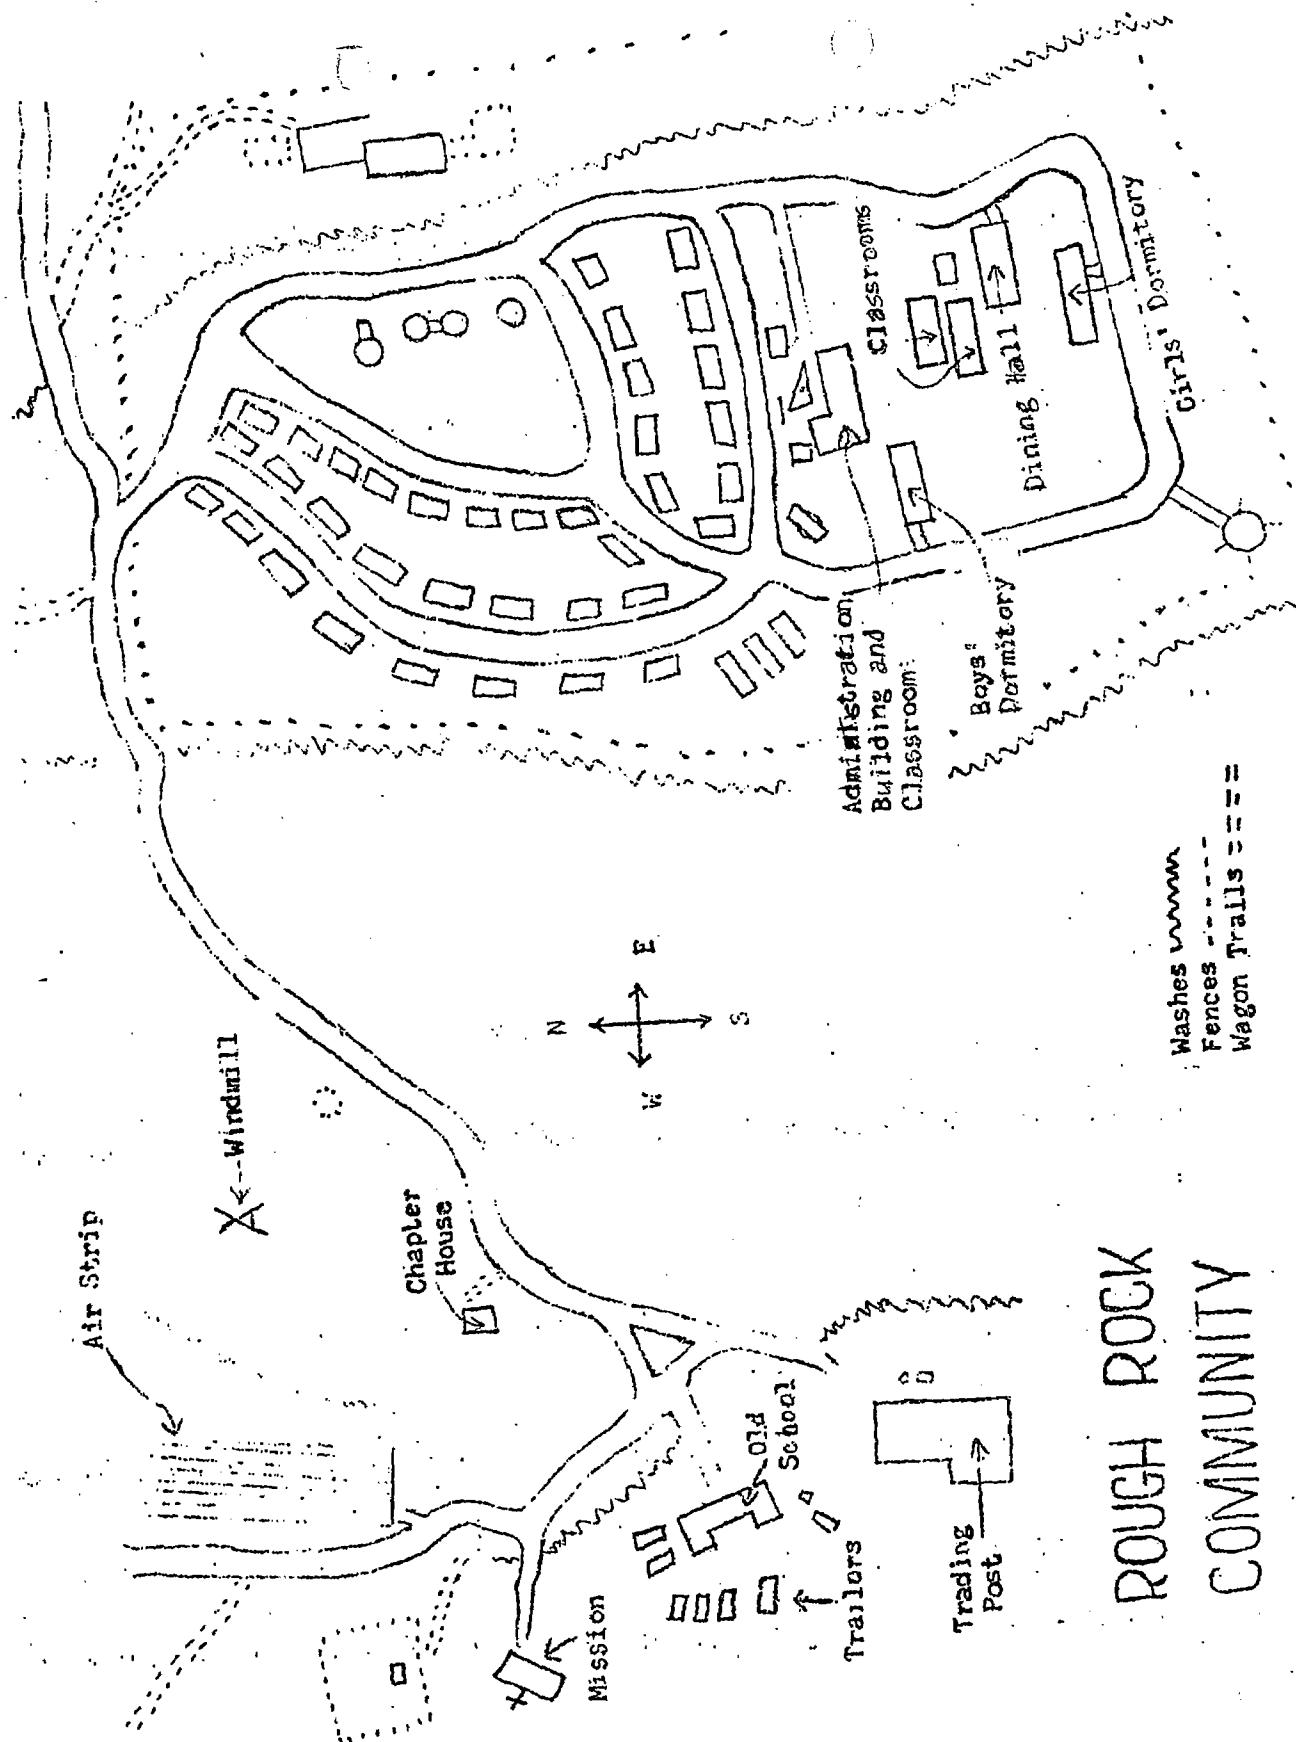 Air Strip
Windmill
Chapter
House
Mission
Old
School
Trailors
Trading
Post
N
W
E
S
Classrooms
Dining Hall
Girls' Dormitory
Boys'
Dormitory
Administration
Building and
Classroom
Washes
Fences
Wagon Trails
ROUGH ROCK
COMMUNITY